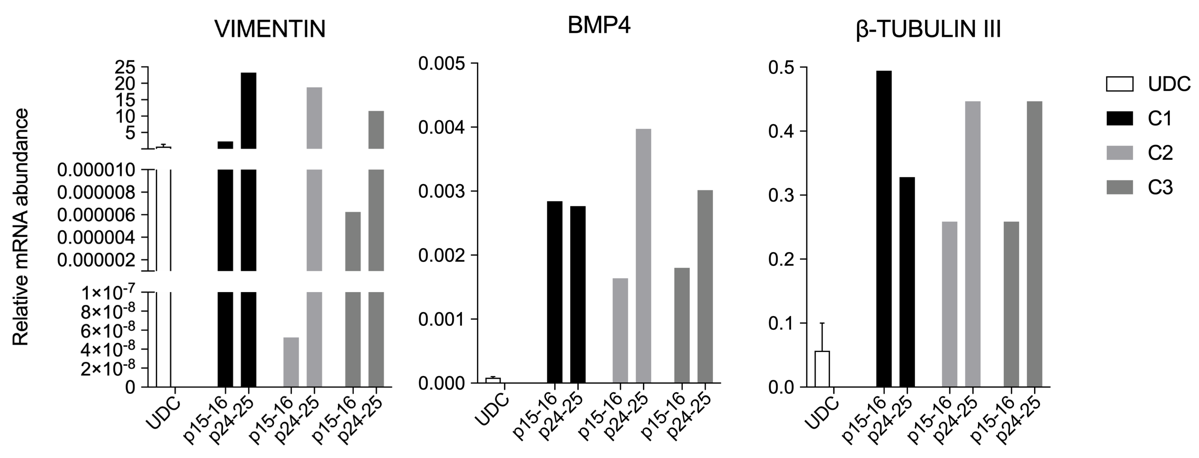 VIMENTIN
BMP4
β-TUBULIN III
Relative mRNA abundance
25
20
15
10
5
0.000010
0.000008
0.000006
0.000004
0.000002
1×10⁻⁷
8×10⁻⁸
6×10⁻⁸
4×10⁻⁸
2×10⁻⁸
0
UDC
p15-16
p24-25
p15-16
p24-25
p15-16
p24-25
0.005
0.004
0.003
0.002
0.001
0.000
UDC
p15-16
p24-25
p15-16
p24-25
p15-16
p24-25
0.5
0.4
0.3
0.2
0.1
0.0
UDC
p15-16
p24-25
p15-16
p24-25
p15-16
p24-25
UDC
C1
C2
C3